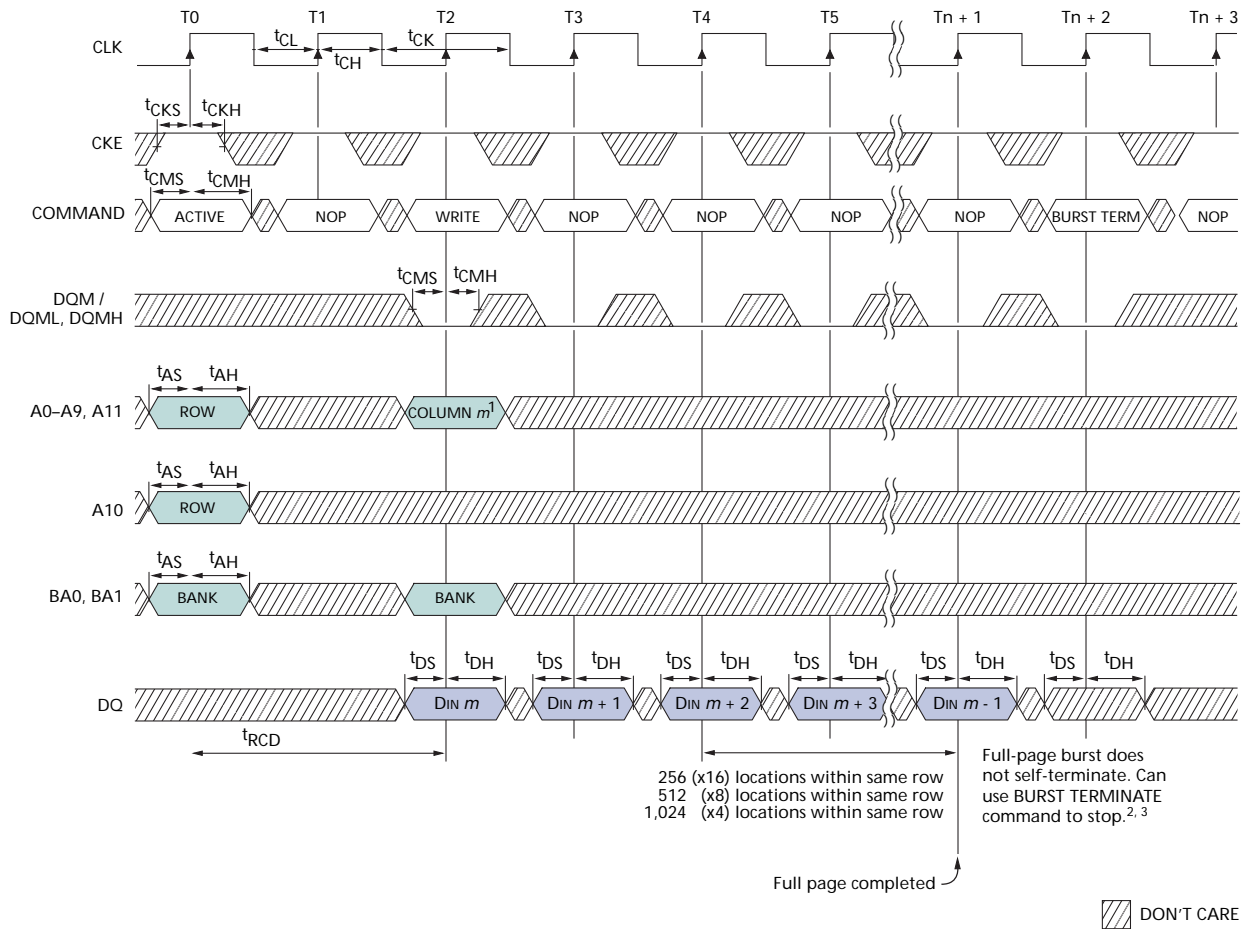 T0 T1 T2 T3 T4 T5 Tn + 1 Tn + 2 Tn + 3
CLK
tCL tCK
tCH
tCKS tCKH
CKE
tCMS tCMH
COMMAND ACTIVE NOP WRITE NOP NOP NOP NOP BURST TERM NOP
tCMS tCMH
DQM /
DQML, DQMH
tAS tAH
A0–A9, A11 ROW COLUMN m1
tAS tAH
A10 ROW
tAS tAH
BA0, BA1 BANK BANK
tDS tDH tDS tDH tDS tDH tDS tDH tDS tDH tDS tDH
DQ DIN m DIN m + 1 DIN m + 2 DIN m + 3 DIN m - 1
tRCD
256 (x16) locations within same row
512 (x8) locations within same row
1,024 (x4) locations within same row
Full-page burst does
not self-terminate. Can
use BURST TERMINATE
command to stop.2, 3
Full page completed
DON'T CARE